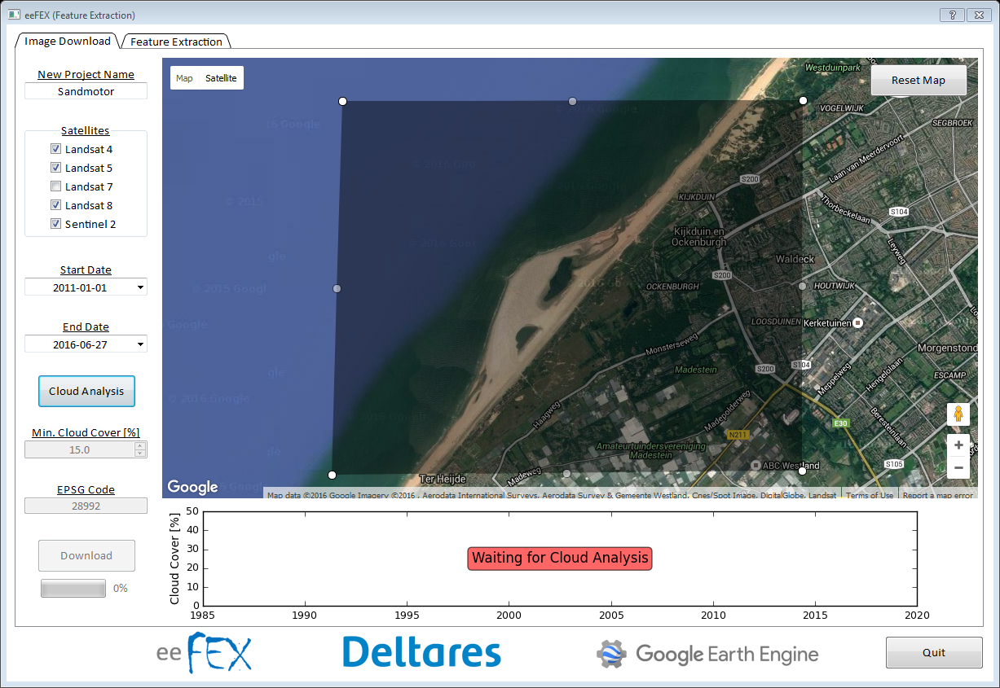 eeFEX (Feature Extraction)
Image Download
Feature Extraction
New Project Name
Sandmotor
Satellites
Landsat 4
Landsat 5
Landsat 7
Landsat 8
Sentinel 2
Start Date
2011-01-01
End Date
2016-06-27
Cloud Analysis
Min. Cloud Cover [%]
15.0
EPSG Code
28992
Download
0%
Map
Satellite
Reset Map
Westduinpark
VOGELWIJK
SEGBROEK
Laan van Meerdervoort
S200
KIJKDUIN
Thorbeckelaan
S104
Kijkduin en
Ockenburgh
Leyweg
Waldeck
S200
OCKENBURGH
HOUTWIJK
LOOSDUINEN
Kerketuinen
Monsterseweg
Morgenstond
Madestein
S200
S104
Meppelweg
Hengelolaan
ESCAMP
Haagweg
Madepolderweg
Beresteinlaan
E30
N211
Amateurtuindersvereniging
Madestein
ABC Westland
S105
Ter Heijde
Madeweg
+
−
Google
Map data ©2016 Google Imagery ©2016 , Aerodata International Surveys, Aerodata Survey & Gemeente Westland, Cnes/Spot Image, DigitalGlobe, Landsat
Terms of Use
Report a map error
Cloud Cover [%]
50
40
30
20
10
0
Waiting for Cloud Analysis
1985
1990
1995
2000
2005
2010
2015
2020
ee FEX
Deltares
Google Earth Engine
Quit